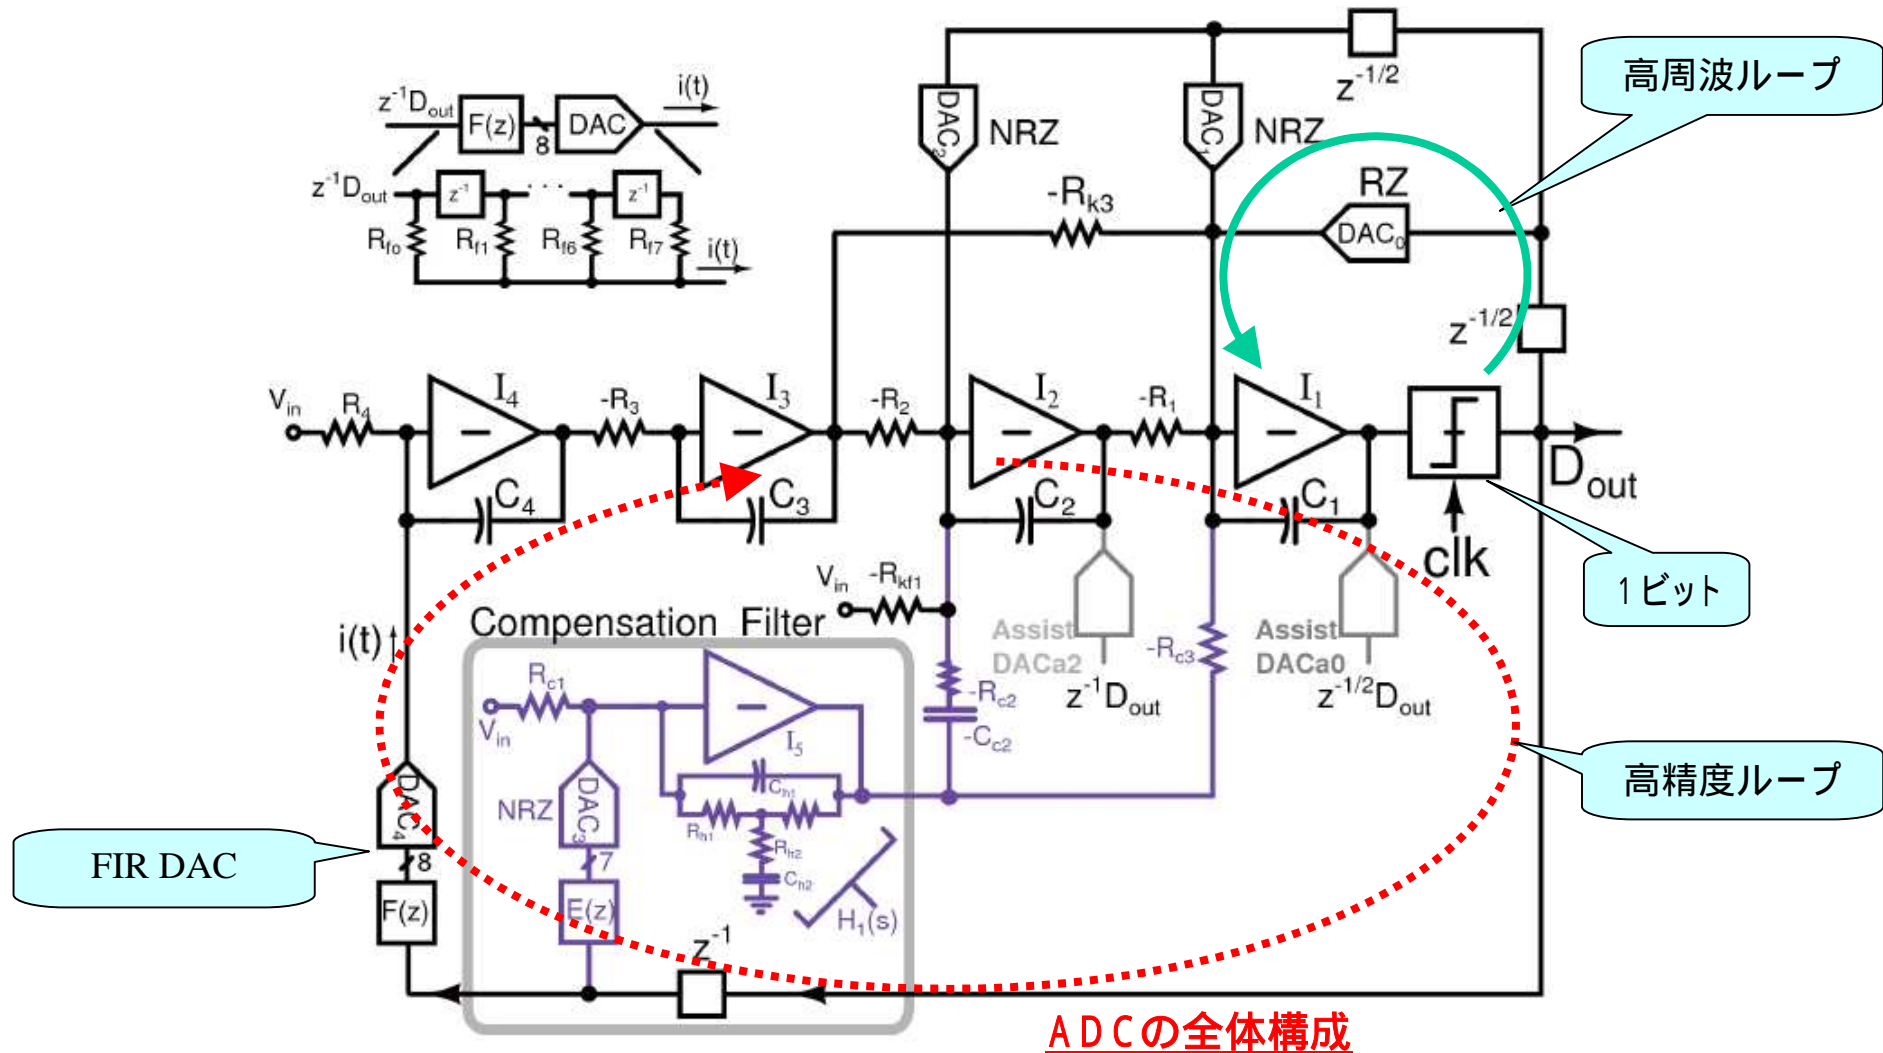 z⁻¹Dout
F(z)
8
DAC
i(t)
z⁻¹Dout
z⁻¹
· · ·
z⁻¹
Rfo
Rf1
Rf6
Rf7
i(t)
DAC2
NRZ
DAC1
NRZ
z⁻¹/²
高周波ループ
-Rk3
RZ
DAC0
z⁻¹/²
Vin
R4
I4
C4
-R3
I3
C3
-R2
I2
C2
-R1
I1
C1
Dout
clk
1ビット
Vin
-Rkf1
Assist
DACa2
z⁻¹Dout
Assist
DACa0
z⁻¹/²Dout
-Rc3
-Rc2
-Cc2
i(t)
Compensation Filter
Rc1
Vin
I5
NRZ
DAC3
7
E(z)
Ch1
Rh1
Rh2
Ch2
H1(s)
高精度ループ
FIR DAC
DAC4
8
F(z)
z⁻¹
ADCの全体構成